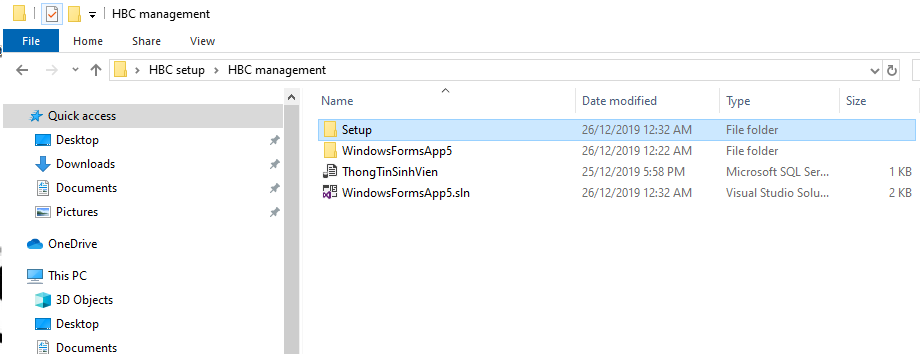 HBC management
File Home Share View
HBC setup HBC management
Name Date modified Type Size
Quick access
Setup 26/12/2019 12:32 AM File folder
Desktop
WindowsFormsApp5 26/12/2019 12:22 AM File folder
Downloads
ThongTinSinhVien 25/12/2019 5:58 PM Microsoft SQL Ser... 1 KB
Documents
WindowsFormsApp5.sln 26/12/2019 12:32 AM Visual Studio Solu... 2 KB
Pictures
OneDrive
This PC
3D Objects
Desktop
Documents